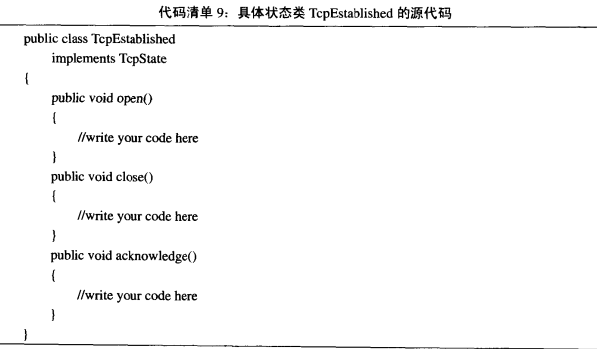 代码清单 9：具体状态类 TcpEstablished 的源代码
public class TcpEstablished
implements TcpState
{
public void open()
{
//write your code here
}
public void close()
{
//write your code here
}
public void acknowledge()
{
//write your code here
}
}